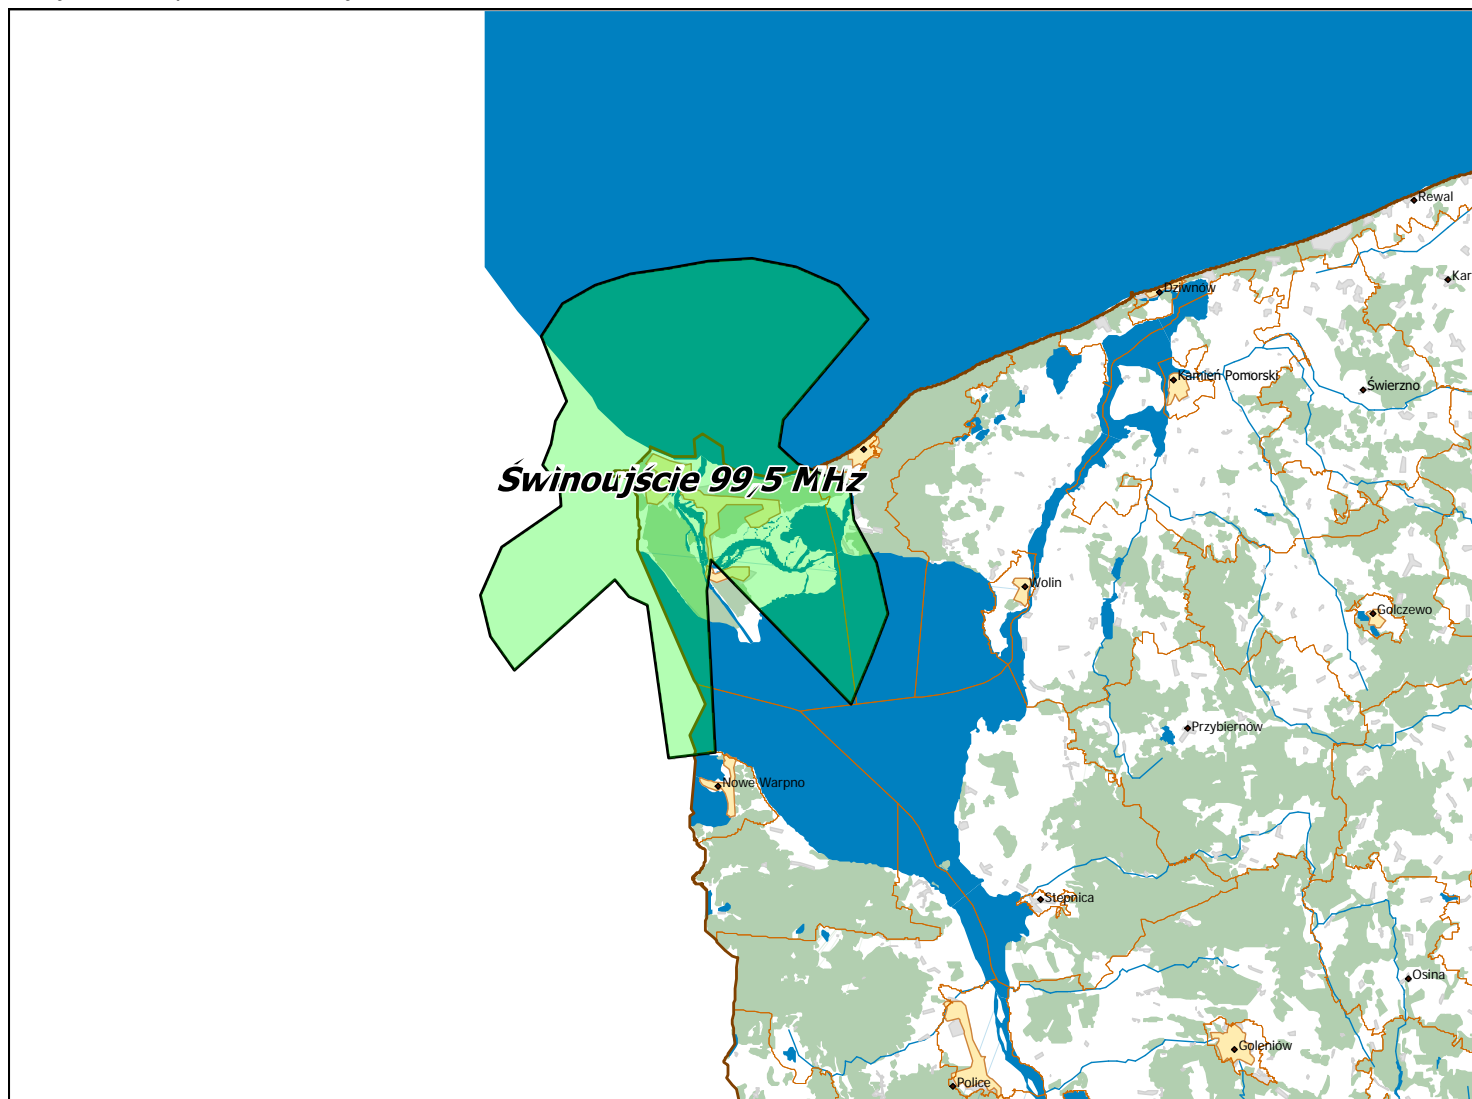 Rewal
Kar
Dziwnów
Kamień Pomorski
Świerzno
Świnoujście 99,5 MHz
Wolin
Golczewo
Przybiernów
Nowe Warpno
Stepnica
Osina
Goleniów
Police